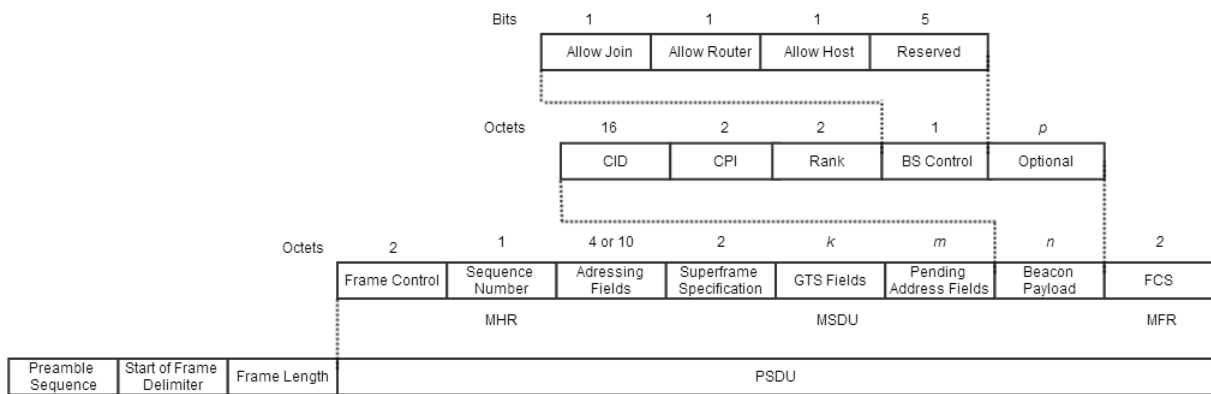 Bits 1 1 1 5
Allow Join Allow Router Allow Host Reserved
Octets 16 2 2 1 p
CID CPI Rank BS Control Optional
Octets 2 1 4 or 10 2 k m n 2
Frame Control Sequence Number Adressing Fields Superframe Specification GTS Fields Pending Address Fields Beacon Payload FCS
MHR MSDU MFR
Preamble Sequence Start of Frame Delimiter Frame Length PSDU